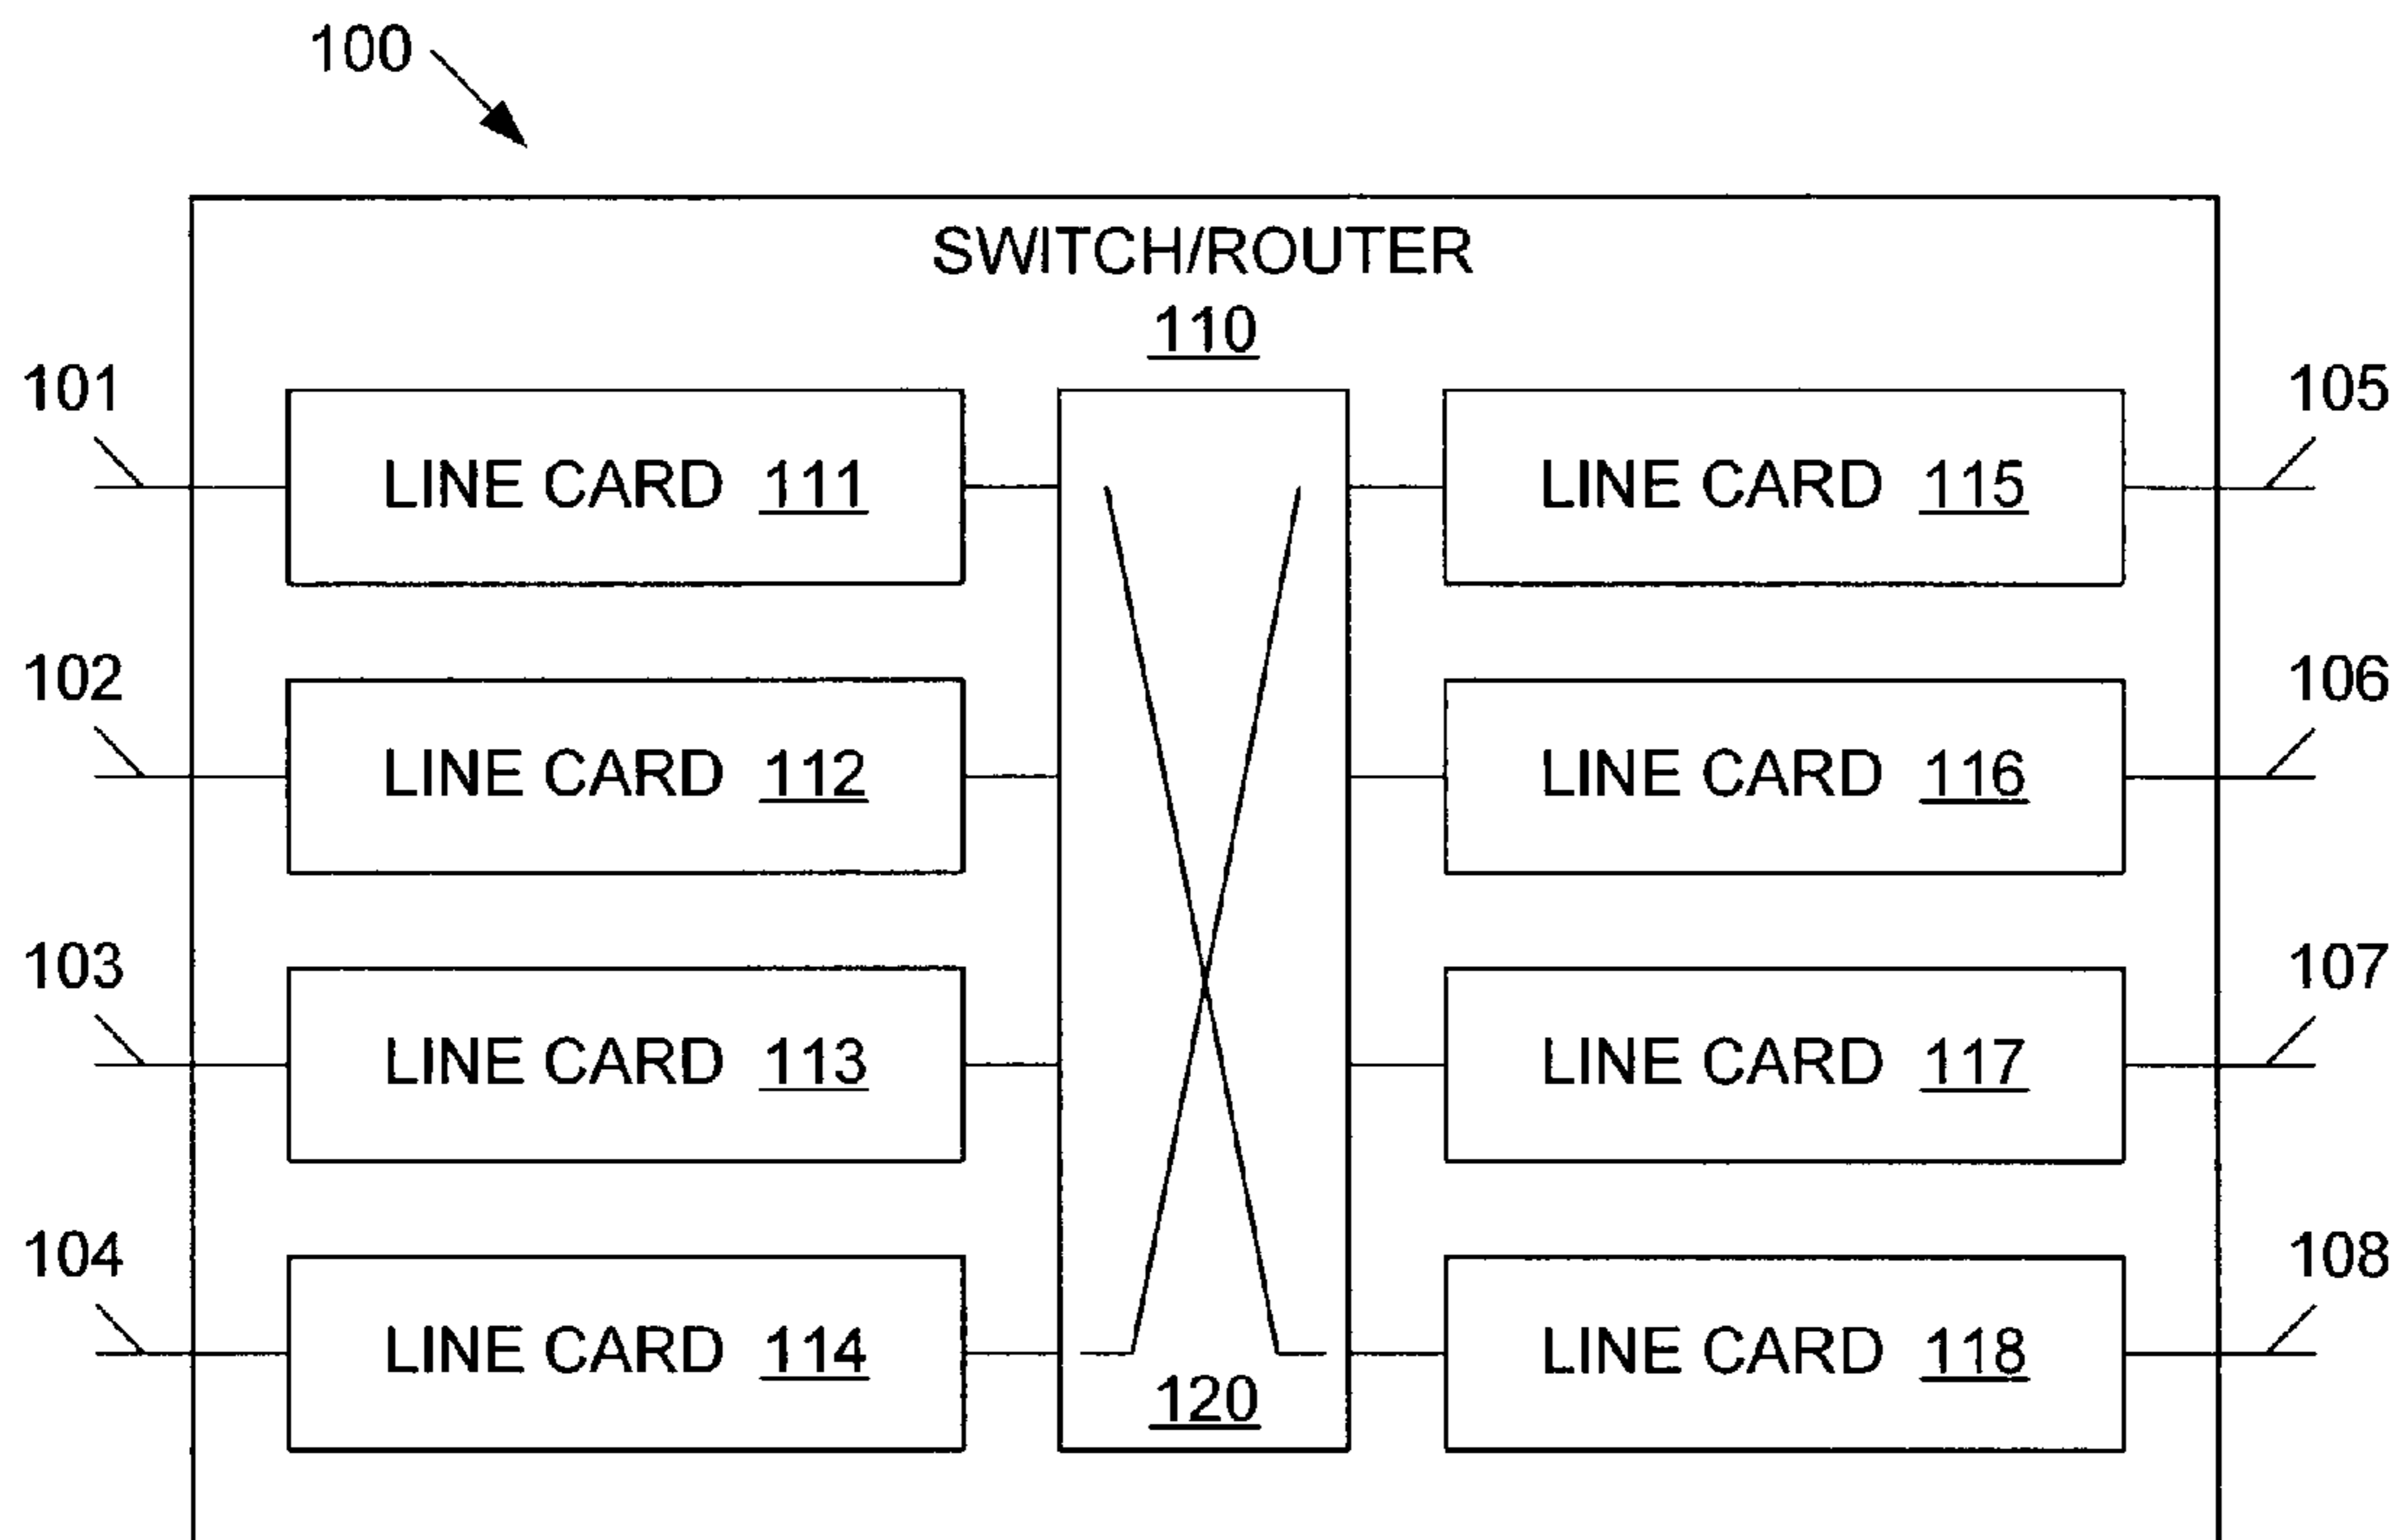 100
SWITCH/ROUTER
110
101
105
LINE CARD 111
LINE CARD 115
102
106
LINE CARD 112
LINE CARD 116
103
107
LINE CARD 113
LINE CARD 117
104
108
LINE CARD 114
LINE CARD 118
120